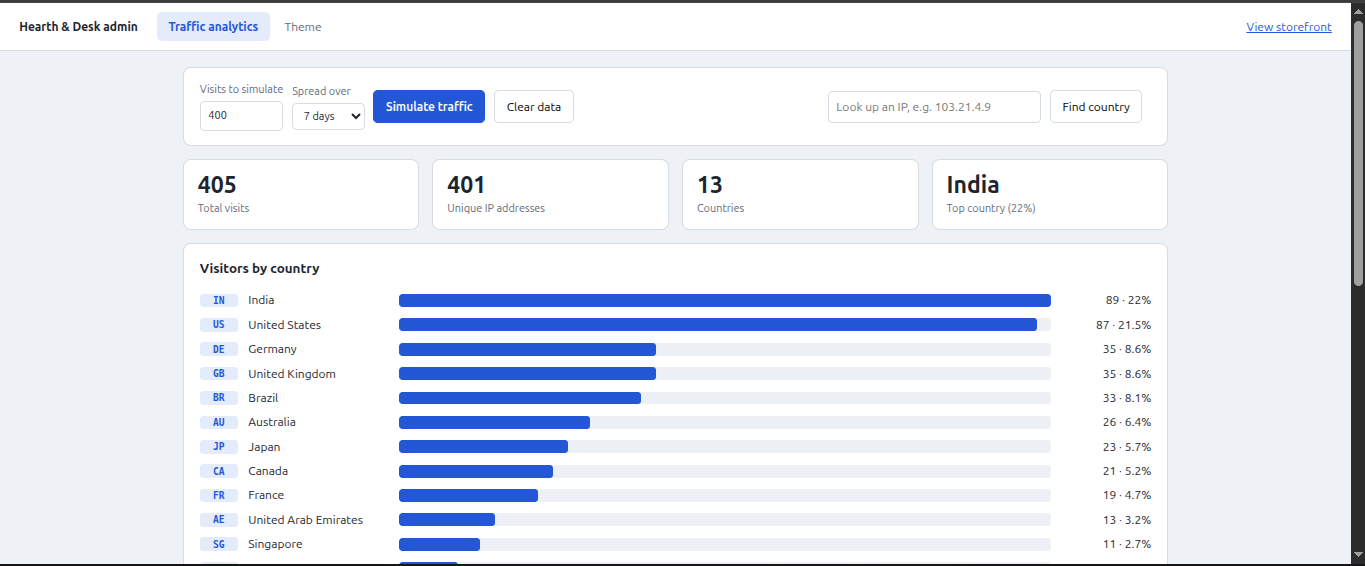 Hearth & Desk admin Traffic analytics Theme View storefront
Visits to simulate Spread over
400 7 days Simulate traffic Clear data Look up an IP, e.g. 103.21.4.9 Find country
405 401 13 India
Total visits Unique IP addresses Countries Top country (22%)
Visitors by country
IN India 89 · 22%
US United States 87 · 21.5%
DE Germany 35 · 8.6%
GB United Kingdom 35 · 8.6%
BR Brazil 33 · 8.1%
AU Australia 26 · 6.4%
JP Japan 23 · 5.7%
CA Canada 21 · 5.2%
FR France 19 · 4.7%
AE United Arab Emirates 13 · 3.2%
SG Singapore 11 · 2.7%